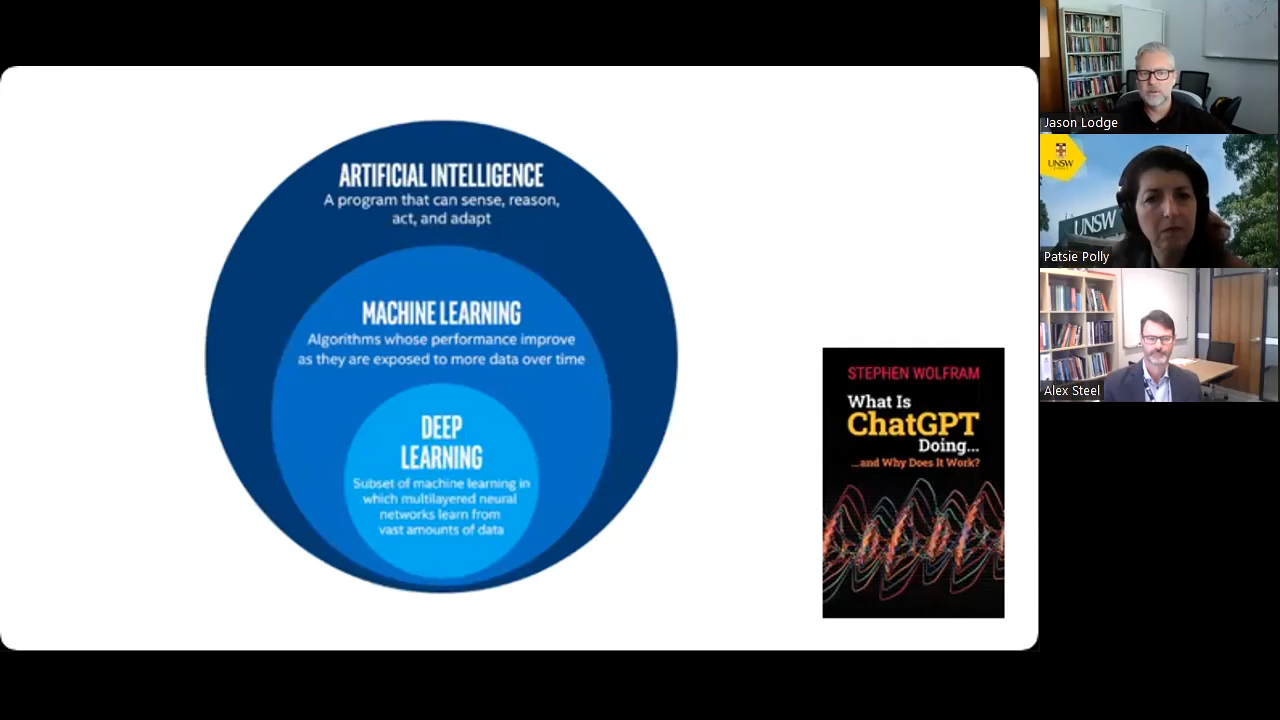 ARTIFICIAL INTELLIGENCE
A program that can sense, reason,
act, and adapt
MACHINE LEARNING
Algorithms whose performance improve
as they are exposed to more data over time
DEEP
LEARNING
Subset of machine learning in
which multilayered neural
networks learn from
vast amounts of data
STEPHEN WOLFRAM
What Is
ChatGPT
Doing...
...and Why Does It Work?
Jason Lodge
UNSW
UNSW
Patsie Polly
Alex Steel